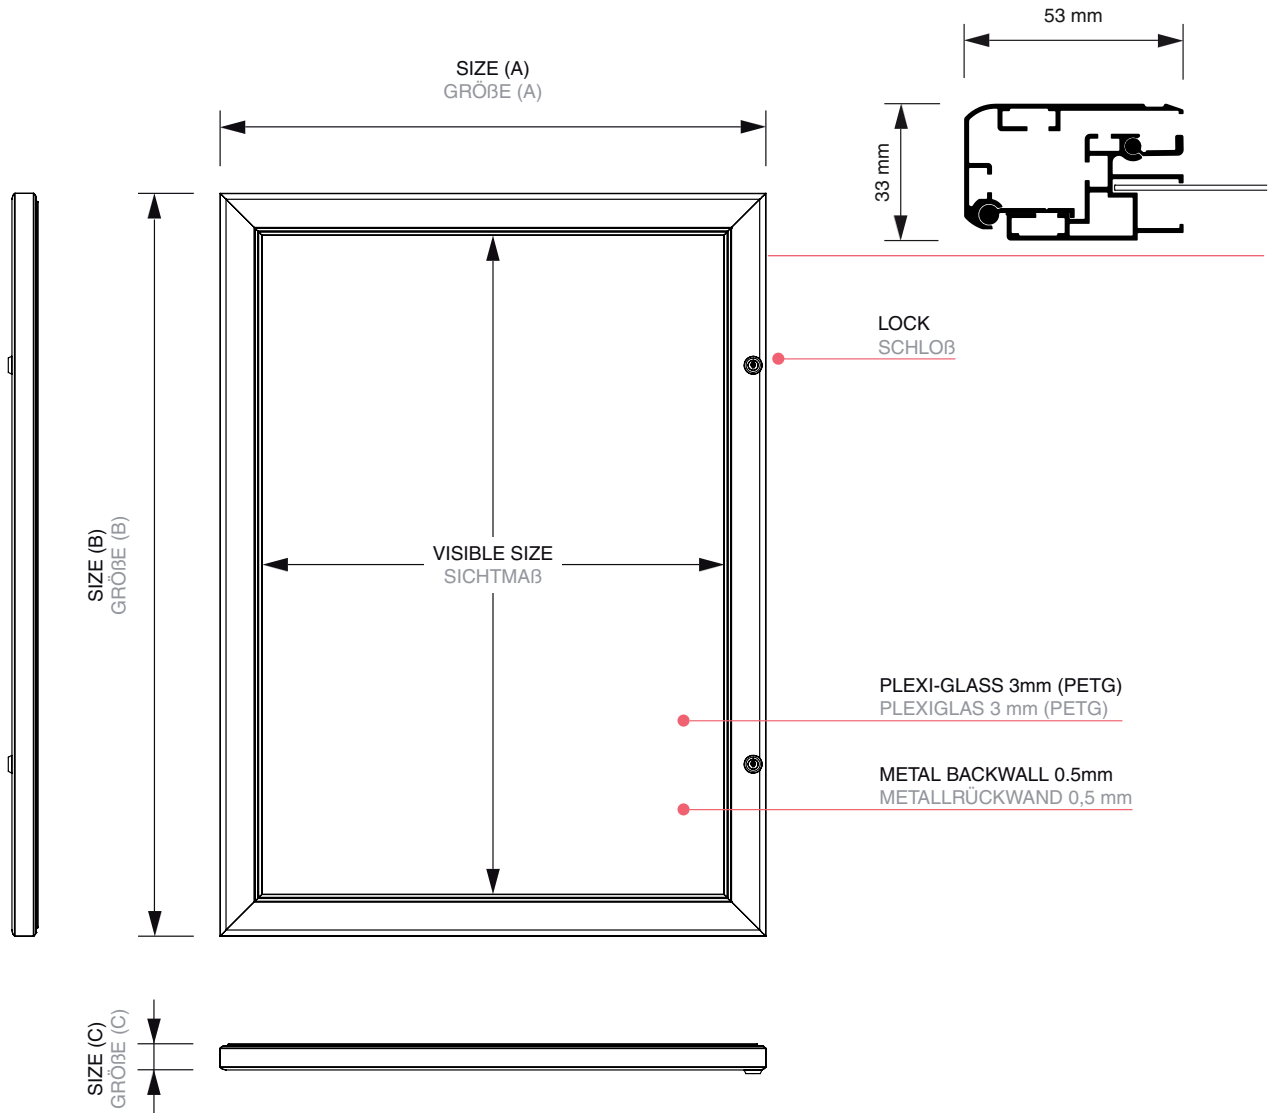 53 mm
SIZE (A)
GRÖßE (A)
33 mm
LOCK
SCHLOß
SIZE (B)
GRÖßE (B)
VISIBLE SIZE
SICHTMAß
PLEXI-GLASS 3mm (PETG)
PLEXIGLAS 3 mm (PETG)
METAL BACKWALL 0.5mm
METALLRÜCKWAND 0,5 mm
SIZE (C)
GRÖßE (C)